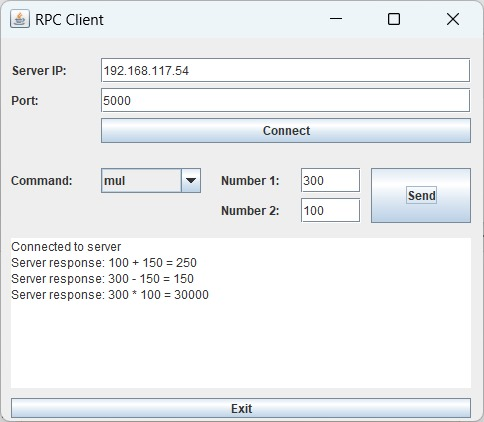 RPC Client
Server IP: 192.168.117.54
Port: 5000
Connect
Command: mul Number 1: 300 Send
Number 2: 100
Connected to server
Server response: 100 + 150 = 250
Server response: 300 - 150 = 150
Server response: 300 * 100 = 30000
Exit